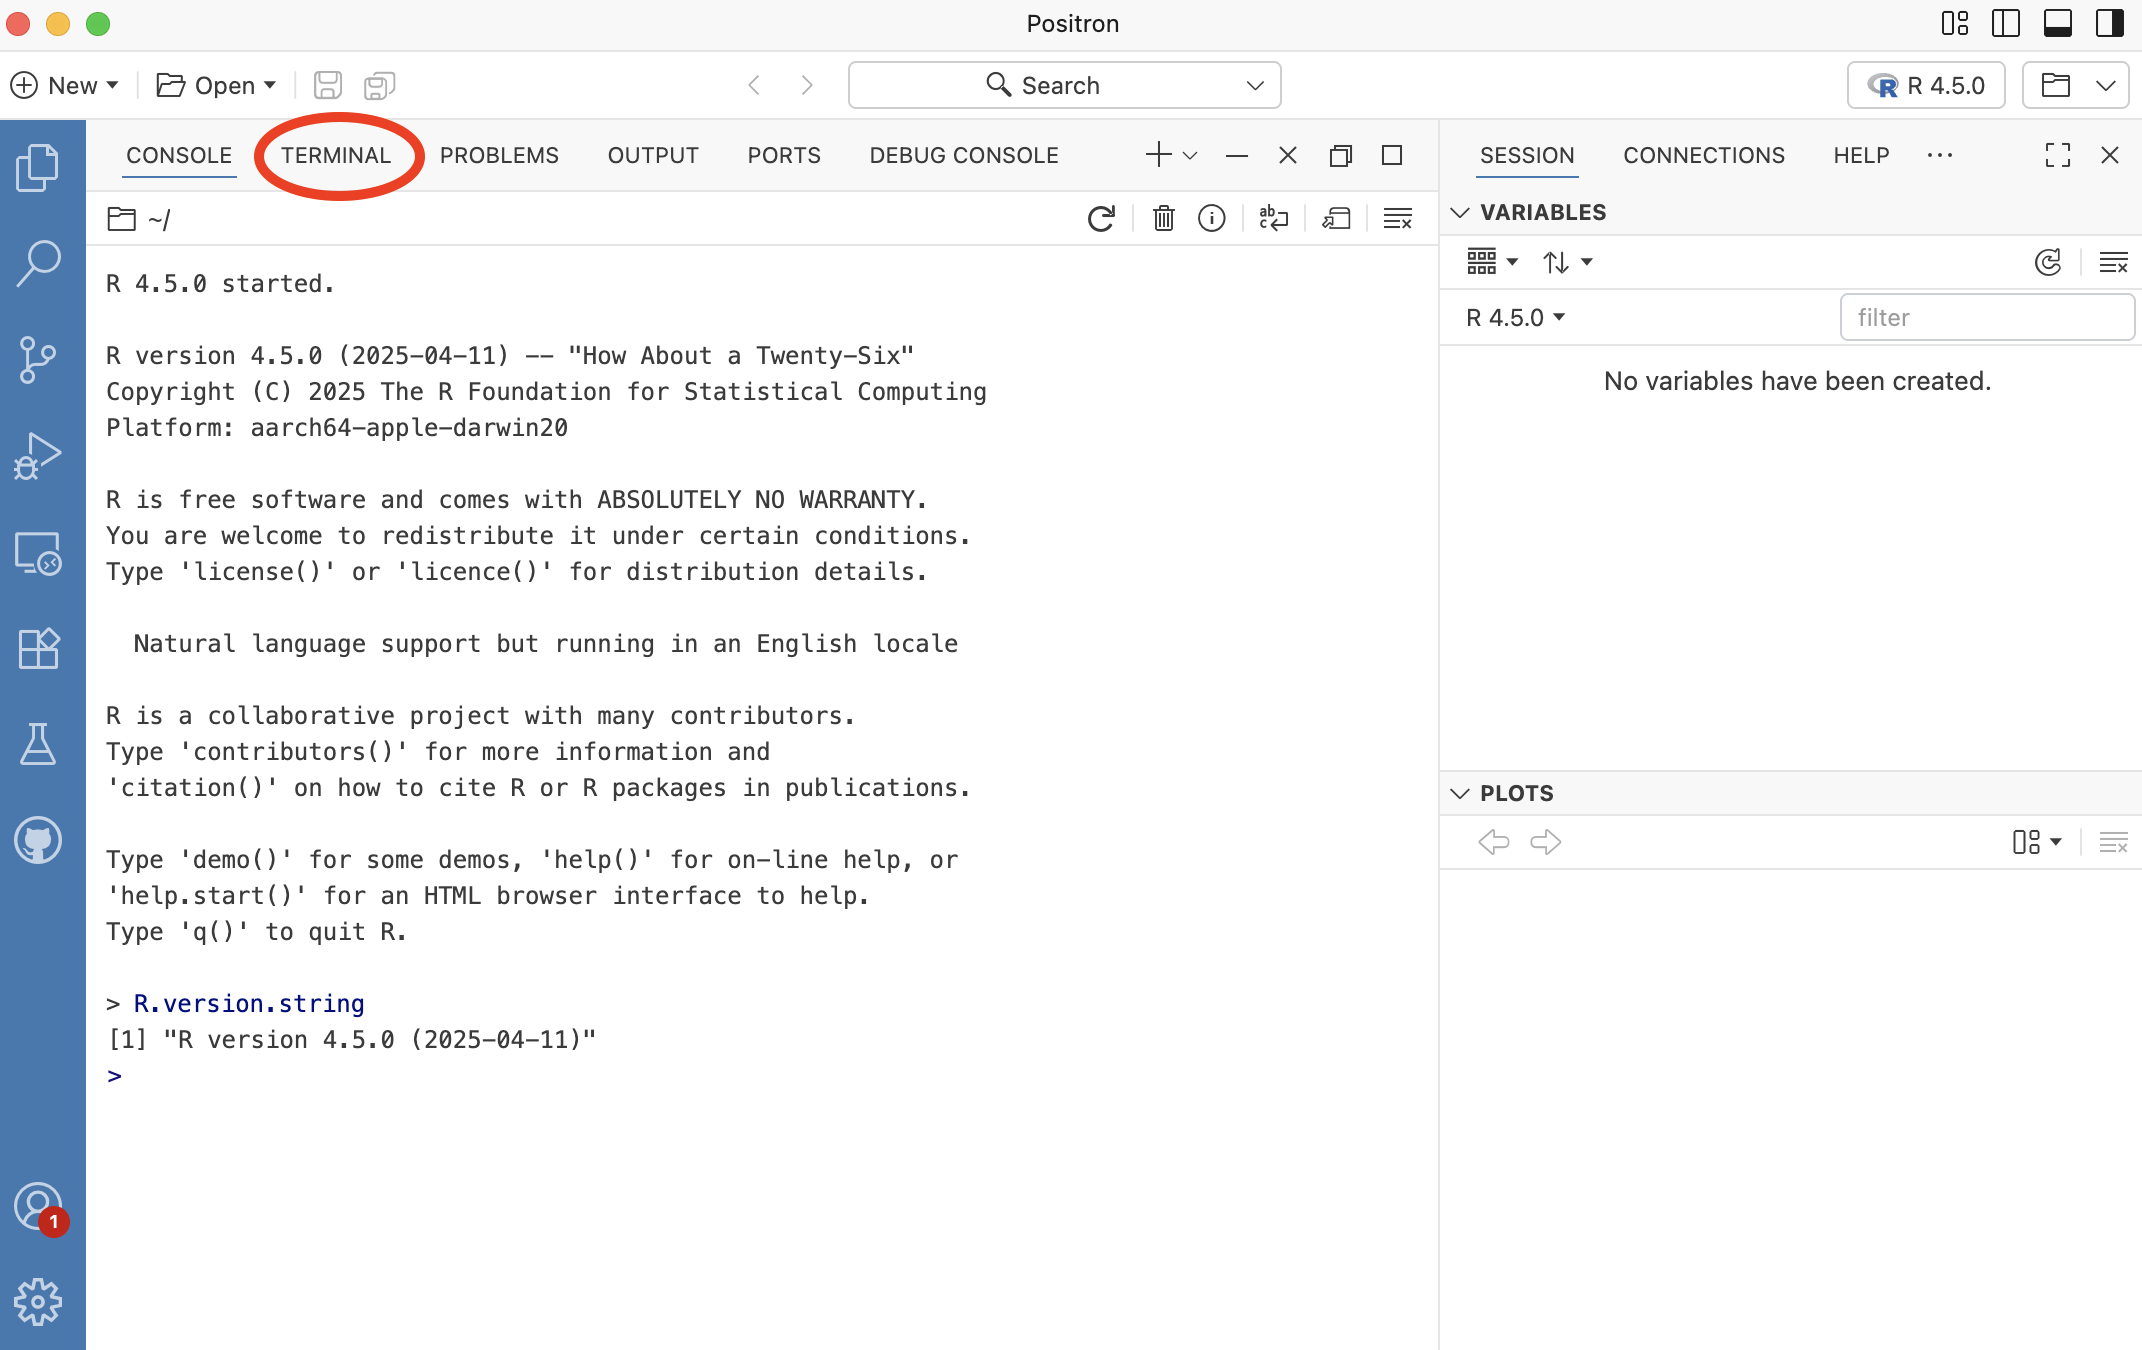 Positron
New
Open
Search
R 4.5.0
CONSOLE TERMINAL PROBLEMS OUTPUT PORTS DEBUG CONSOLE
~/
R 4.5.0 started.
R version 4.5.0 (2025-04-11) -- "How About a Twenty-Six"
Copyright (C) 2025 The R Foundation for Statistical Computing
Platform: aarch64-apple-darwin20
R is free software and comes with ABSOLUTELY NO WARRANTY.
You are welcome to redistribute it under certain conditions.
Type 'license()' or 'licence()' for distribution details.
Natural language support but running in an English locale
R is a collaborative project with many contributors.
Type 'contributors()' for more information and
'citation()' on how to cite R or R packages in publications.
Type 'demo()' for some demos, 'help()' for on-line help, or
'help.start()' for an HTML browser interface to help.
Type 'q()' to quit R.
> R.version.string
[1] "R version 4.5.0 (2025-04-11)"
>
SESSION CONNECTIONS HELP ...
VARIABLES
R 4.5.0
filter
No variables have been created.
PLOTS
1